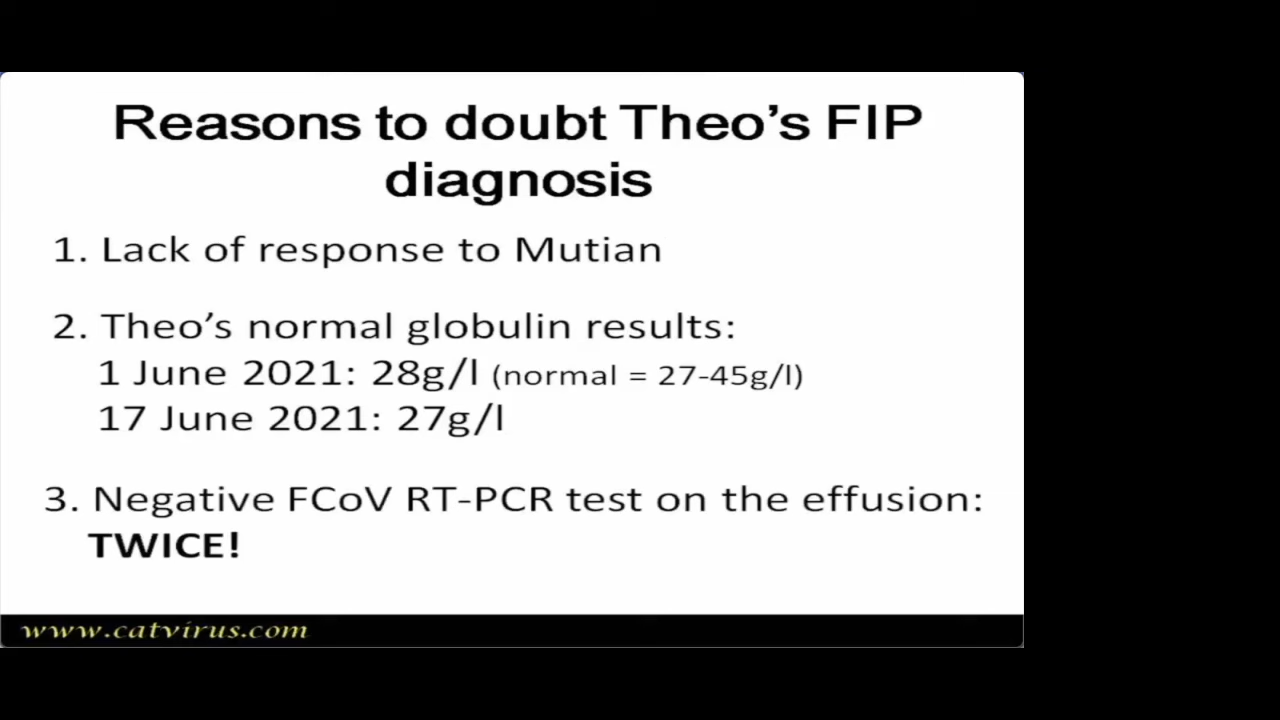 Reasons to doubt Theo’s FIP
diagnosis
1. Lack of response to Mutian
2. Theo’s normal globulin results:
1 June 2021: 28g/l (normal = 27-45g/l)
17 June 2021: 27g/l
3. Negative FCoV RT-PCR test on the effusion:
TWICE!
www.catvirus.com